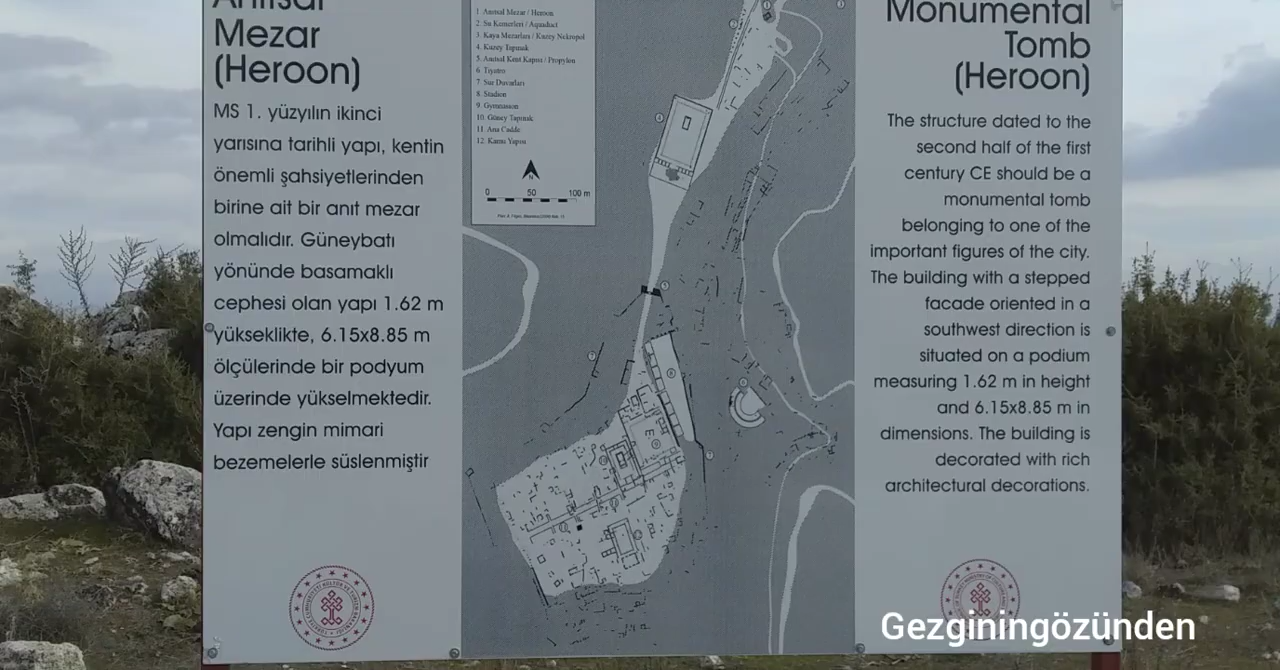 Anıtsal
Mezar
(Heroon)
MS 1. yüzyılın ikinci
yarısına tarihli yapı, kentin
önemli şahsiyetlerinden
birine ait bir anıt mezar
olmalıdır. Güneybatı
yönünde basamaklı
cephesi olan yapı 1.62 m
yükseklikte, 6.15x8.85 m
ölçülerinde bir podyum
üzerinde yükselmektedir.
Yapı zengin mimari
bezemelerle süslenmiştir
1. Anıtsal Mezar / Heroon
2. Su Kemerleri / Aquaduct
3. Kaya Mezarları / Kuzey Nekropol
4. Kuzey Tapınak
5. Anıtsal Kent Kapısı / Propylon
6. Tiyatro
7. Sur Duvarları
8. Stadion
9. Gymnasion
10. Güney Tapınak
11. Ana Cadde
12. Kamu Yapısı
N
0 50 100 m
Monumental
Tomb
(Heroon)
The structure dated to the
second half of the first
century CE should be a
monumental tomb
belonging to one of the
important figures of the city.
The building with a stepped
facade oriented in a
southwest direction is
situated on a podium
measuring 1.62 m in height
and 6.15x8.85 m in
dimensions. The building is
decorated with rich
architectural decorations.
Gezginingözünden